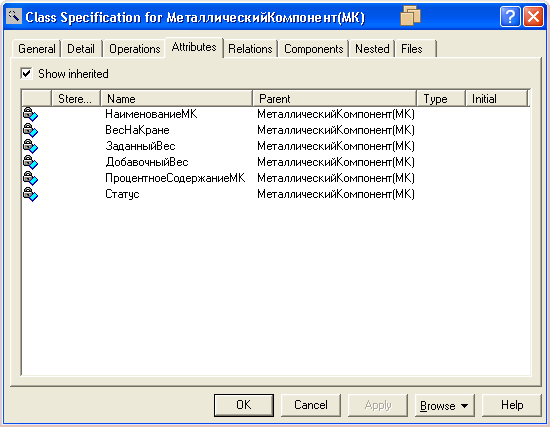 Class Specification for МеталлическийКомпонент(МК)
General Detail Operations Attributes Relations Components Nested Files
Show inherited
Stere... Name Parent Type Initial
НаименованиеМК МеталлическийКомпонент(МК)
ВесНаКране МеталлическийКомпонент(МК)
ЗаданныйВес МеталлическийКомпонент(МК)
ДобавочныйВес МеталлическийКомпонент(МК)
ПроцентноеСодержаниеМК МеталлическийКомпонент(МК)
Статус МеталлическийКомпонент(МК)
OK Cancel Apply Browse Help